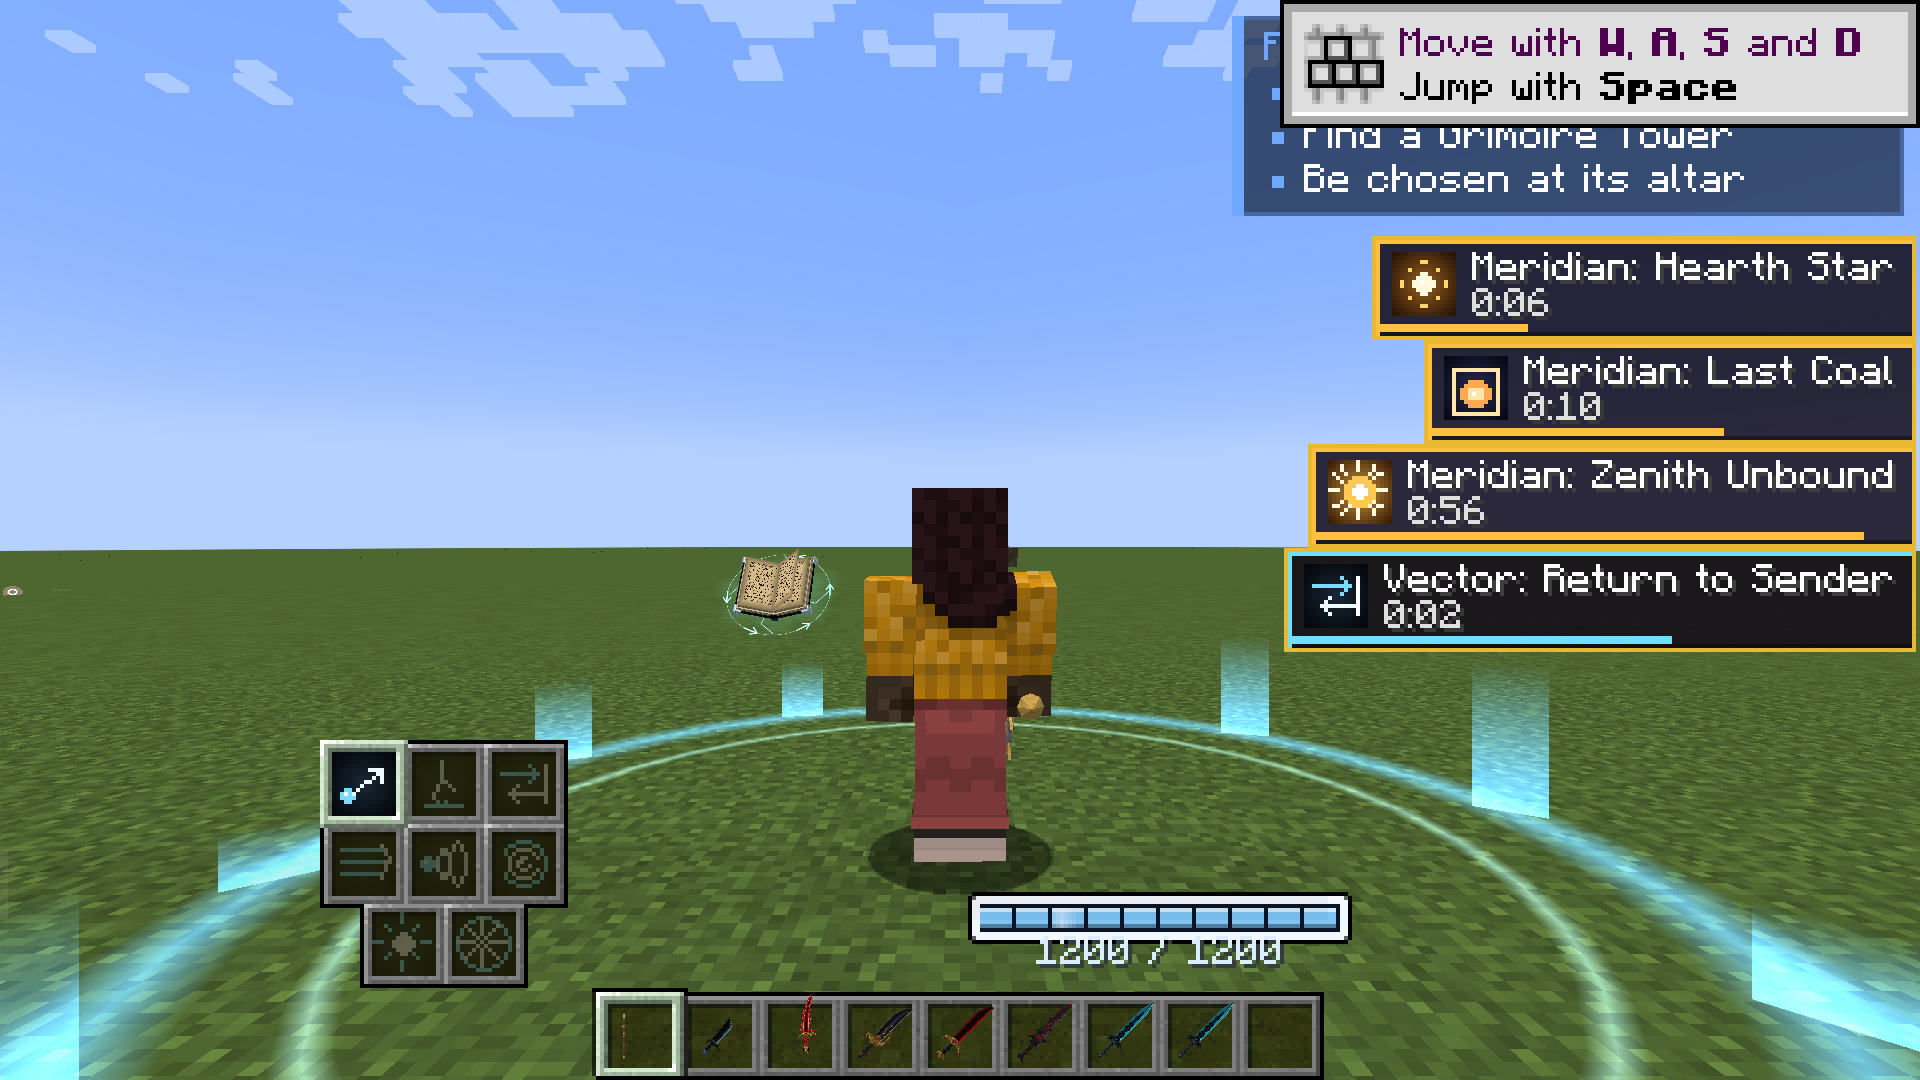 Move with W, A, S and D
Jump with Space
F
Find a Grimoire Tower
Be chosen at its altar
Meridian: Hearth Star
0:06
Meridian: Last Coal
0:10
Meridian: Zenith Unbound
0:56
Vector: Return to Sender
0:02
1200 / 1200